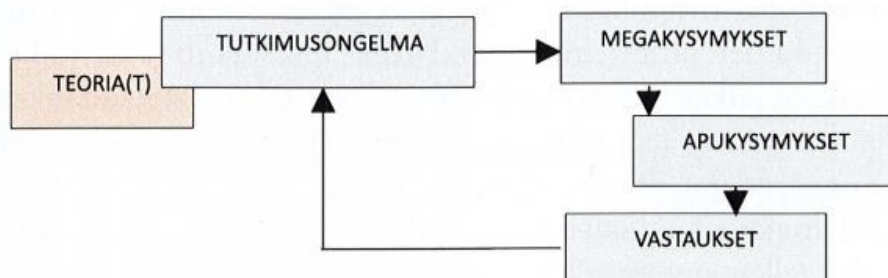 TUTKIMUSONGELMA
MEGAKYSYMYKSET
TEORIA(T)
APUKYSYMYKSET
VASTAUKSET